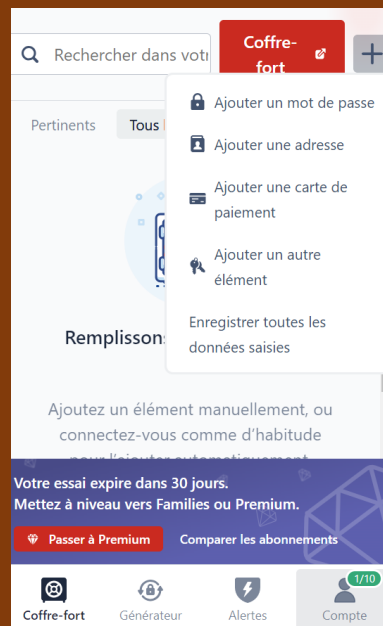 Rechercher dans votr
Coffre-
fort
Ajouter un mot de passe
Pertinents
Tous
Ajouter une adresse
Ajouter une carte de
paiement
Ajouter un autre
élément
Enregistrer toutes les
données saisies
Remplisson
Ajoutez un élément manuellement, ou
connectez-vous comme d’habitude
pour l’ajouter automatiquement
Votre essai expire dans 30 jours.
Mettez à niveau vers Families ou Premium.
Passer à Premium
Comparer les abonnements
1/10
Coffre-fort
Générateur
Alertes
Compte